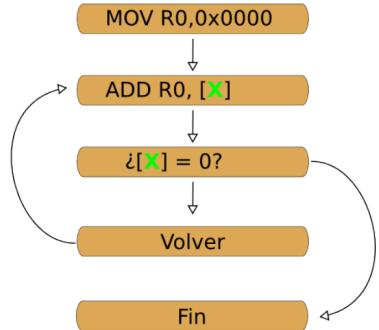 MOV R0,0x0000
ADD R0, [X]
¿[X] = 0?
Volver
Fin